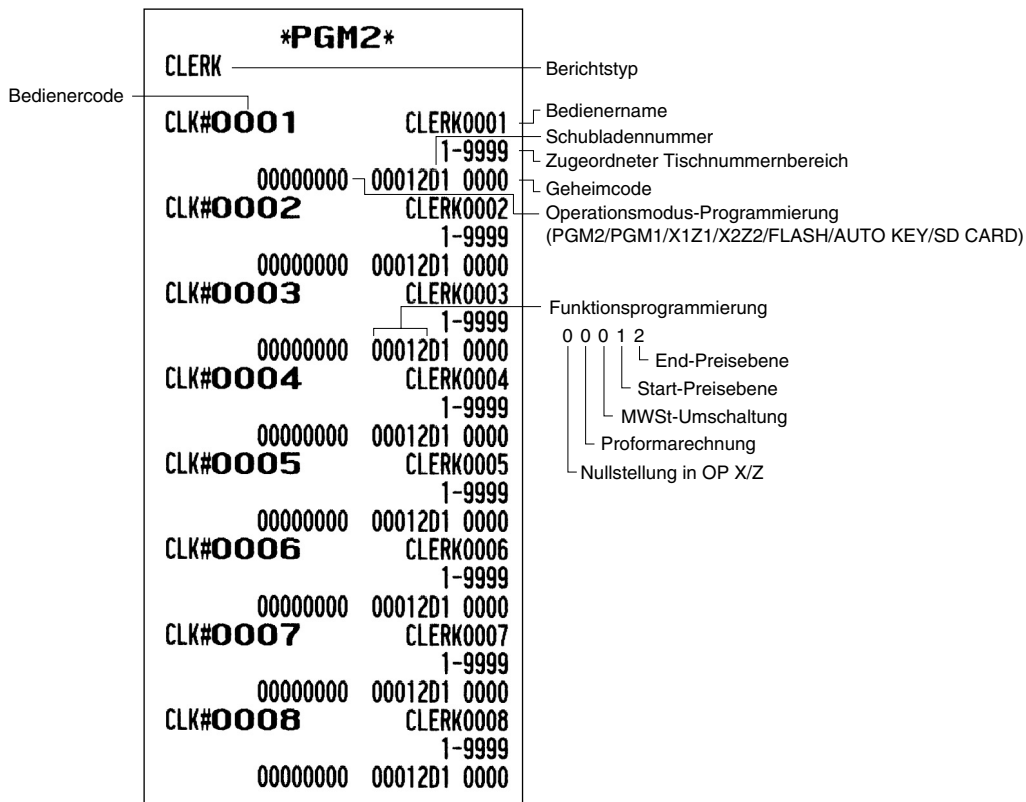 *PGM2*
CLERK
Berichtstyp
Bedienercode
CLK#0001 CLERK0001
Bedienername
Schubladennummer
1-9999
Zugeordneter Tischnummernbereich
00000000 00012D1 0000
Geheimcode
CLK#0002 CLERK0002
Operationsmodus-Programmierung
(PGM2/PGM1/X1Z1/X2Z2/FLASH/AUTO KEY/SD CARD)
1-9999
00000000 00012D1 0000
CLK#0003 CLERK0003
1-9999
00000000 00012D1 0000
Funktionsprogrammierung
0 0 0 1 2
End-Preisebene
Start-Preisebene
MWSt-Umschaltung
Proformarechnung
Nullstellung in OP X/Z
CLK#0004 CLERK0004
1-9999
00000000 00012D1 0000
CLK#0005 CLERK0005
1-9999
00000000 00012D1 0000
CLK#0006 CLERK0006
1-9999
00000000 00012D1 0000
CLK#0007 CLERK0007
1-9999
00000000 00012D1 0000
CLK#0008 CLERK0008
1-9999
00000000 00012D1 0000